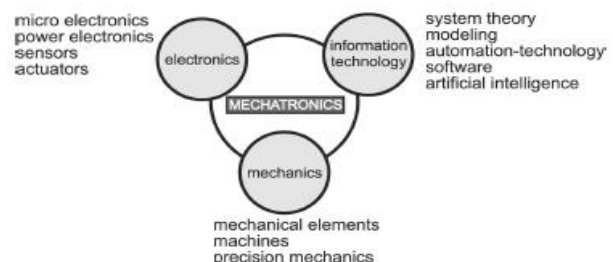 micro electronics
power electronics
sensors
actuators
electronics
information
technology
system theory
modeling
automation-technology
software
artificial intelligence
MECHATRONICS
mechanics
mechanical elements
machines
precision mechanics